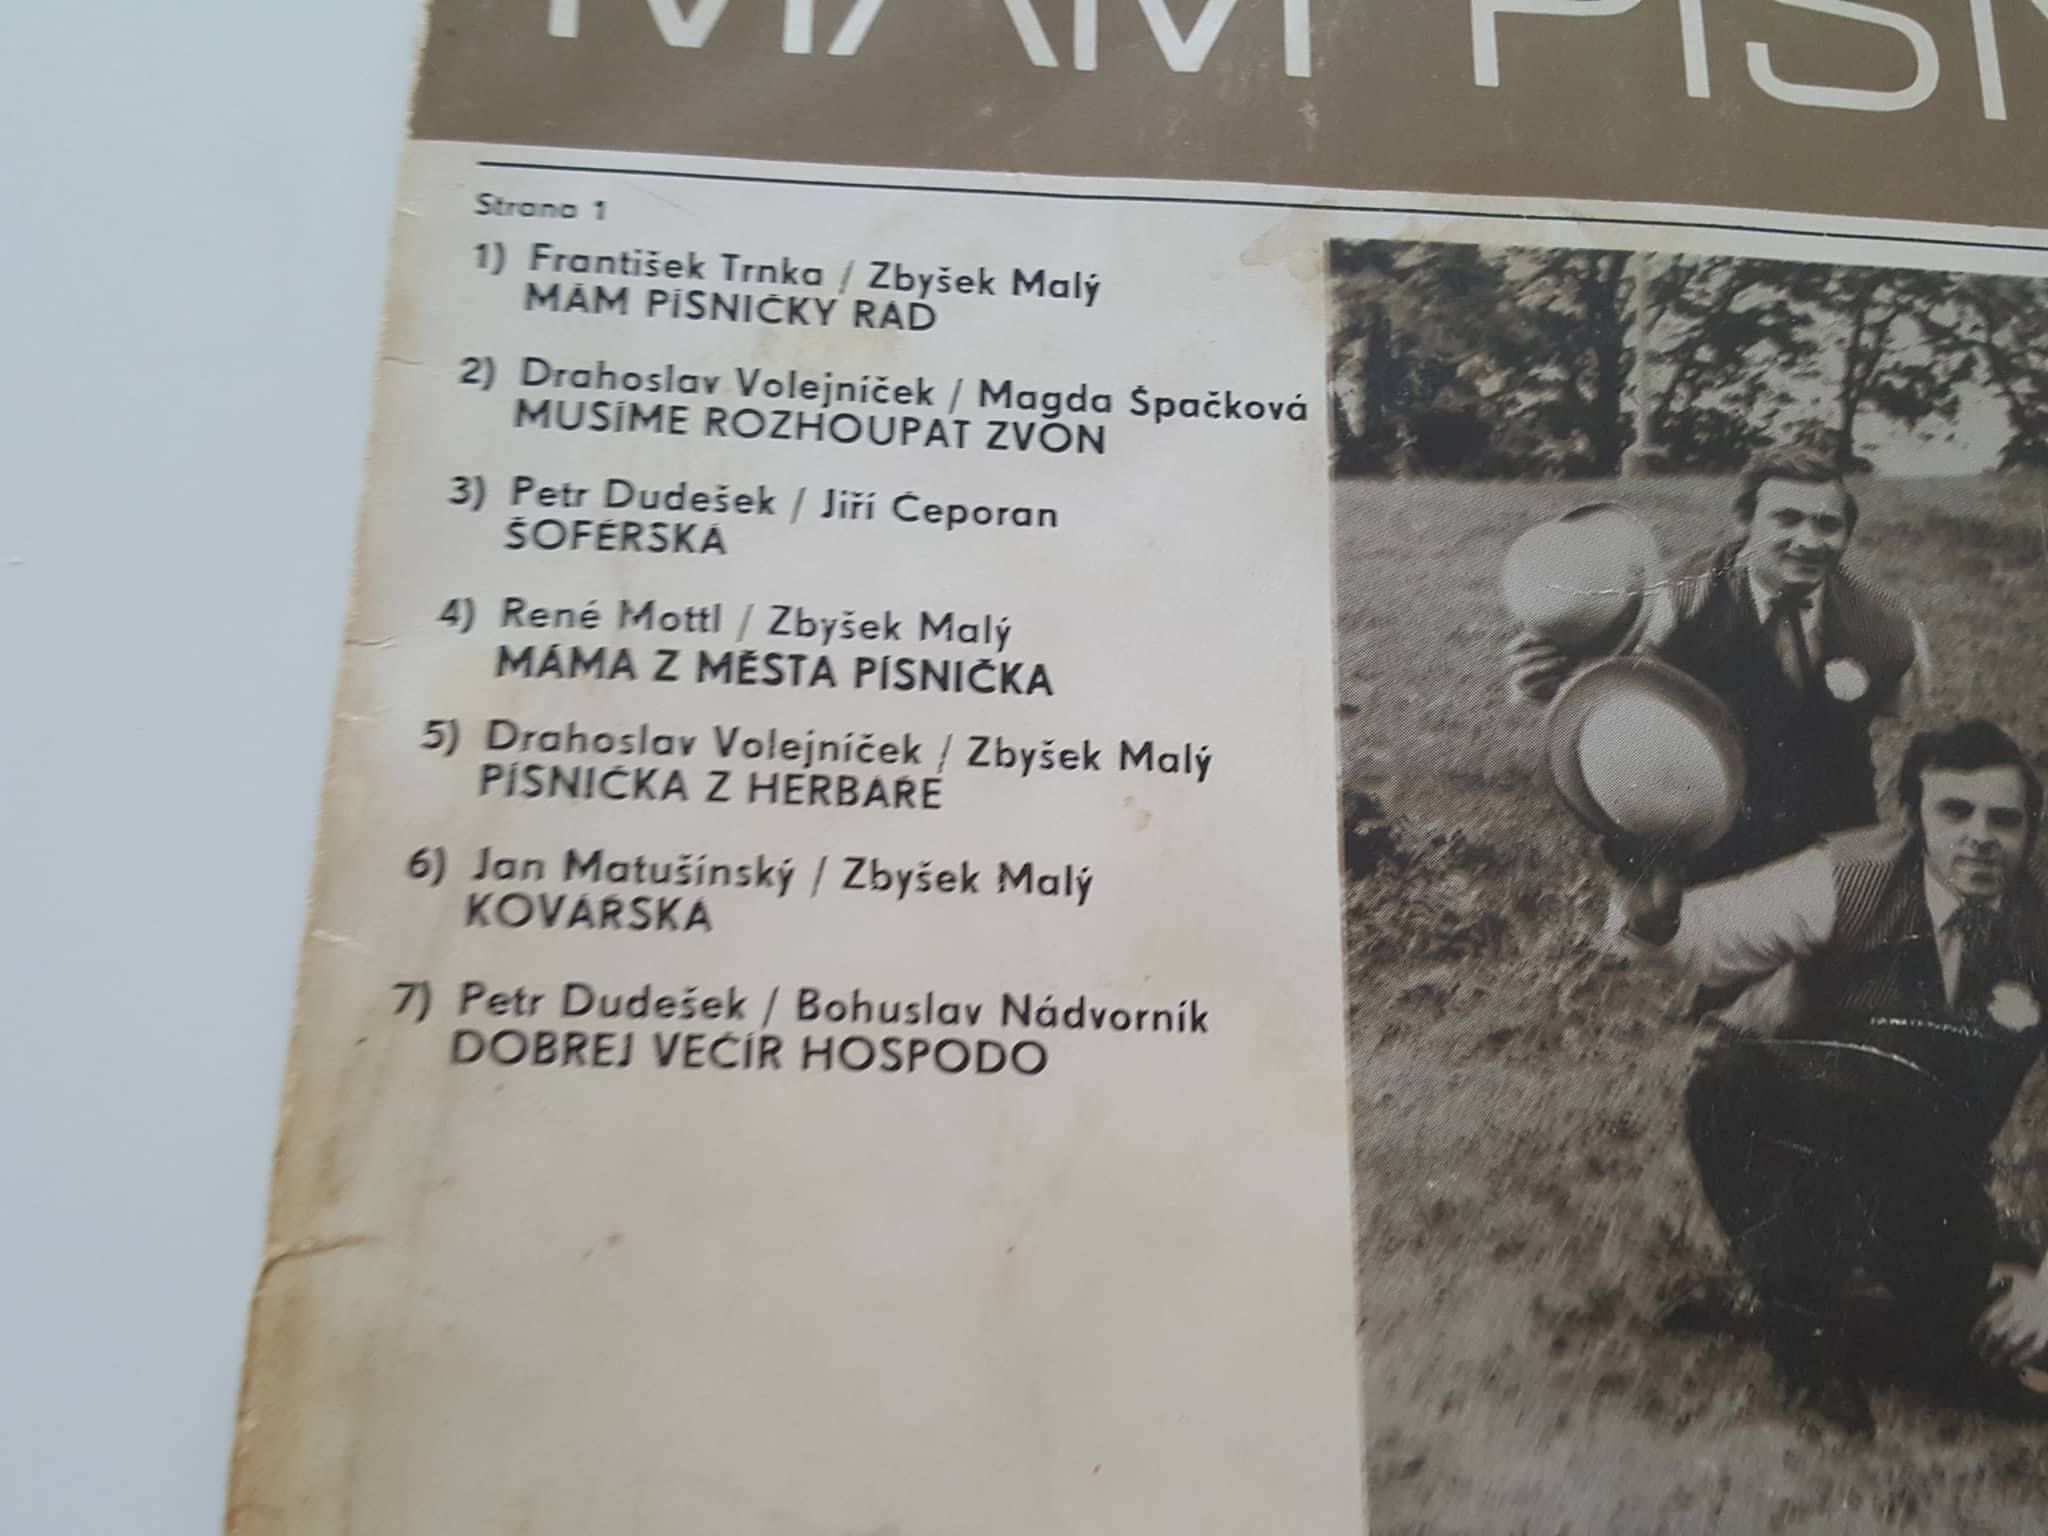 MÁM PÍSN
Strana 1
1) František Trnka / Zbyšek Malý
MÁM PÍSNIČKY RÁD
2) Drahoslav Volejníček / Magda Špačková
MUSÍME ROZHOUPAT ZVON
3) Petr Dudešek / Jiří Čeporan
ŠOFÉRSKÁ
4) René Mottl / Zbyšek Malý
MÁMA Z MĚSTA PÍSNIČKA
5) Drahoslav Volejníček / Zbyšek Malý
PÍSNIČKA Z HERBÁŘE
6) Jan Matušínský / Zbyšek Malý
KOVÁŘSKÁ
7) Petr Dudešek / Bohuslav Nádvorník
DOBREJ VEČÍR HOSPODO